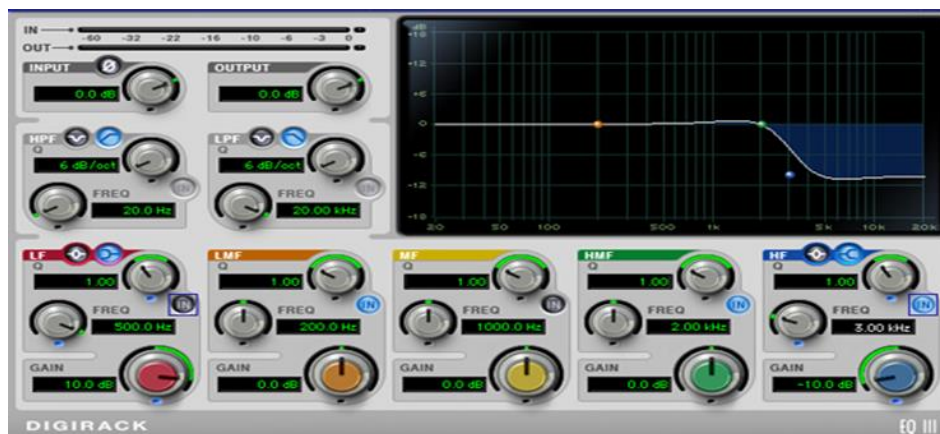 IN
-60 -32 -22 -16 -10 -6 -3 0
OUT
INPUT Ø OUTPUT
0.0 dB 0.0 dB
HPF LPF
Q Q
6 dB/oct 6 dB/oct
IN IN
FREQ FREQ
20.0 Hz 20.00 kHz
dB
+18
+12
+6
0
-6
-12
-18
20 50 100 500 1k 5k 10k 20k
LF LMF MF HMF HF
Q Q Q Q Q
1.00 1.00 1.00 1.00 1.00
IN IN IN IN IN
FREQ FREQ FREQ FREQ FREQ
500.0 Hz 200.0 Hz 1000.0 Hz 2.00 kHz 3.00 kHz
GAIN GAIN GAIN GAIN GAIN
10.0 dB 0.0 dB 0.0 dB 0.0 dB -10.0 dB
DIGIRACK EQ III